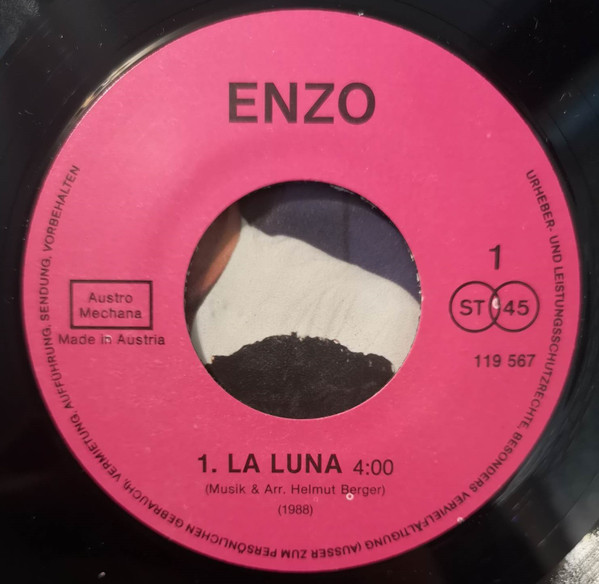 ENZO
1
ST 45
119 567
Austro
Mechana
Made in Austria
1. LA LUNA 4:00
(Musik & Arr. Helmut Berger)
(1988)
URHEBER- UND LEISTUNGSSCHUTZRECHTE, BESONDERS VERVIELFÄLTIGUNG (AUSSER ZUM PERSÖNLICHEN GEBRAUCH), VERMIETUNG, AUFFÜHRUNG, SENDUNG, VORBEHALTEN